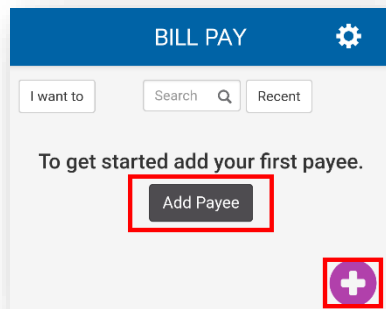 BILL PAY
I want to Search Recent
To get started add your first payee.
Add Payee